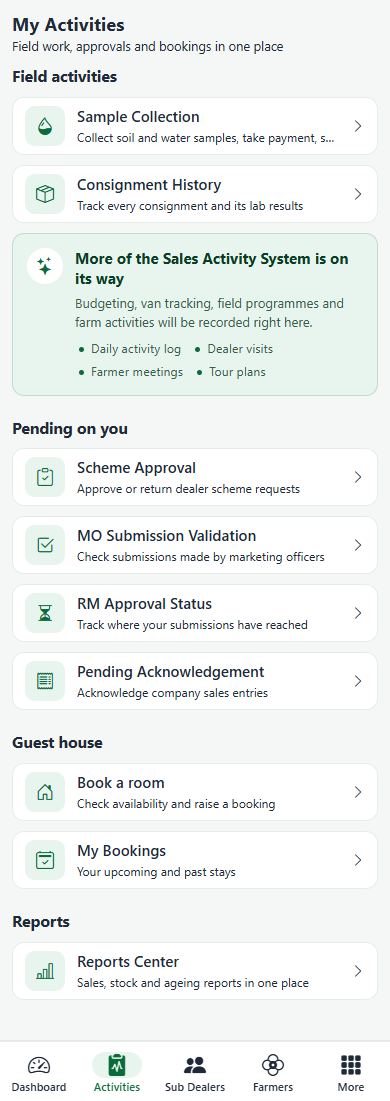 My Activities
Field work, approvals and bookings in one place
Field activities
Sample Collection
Collect soil and water samples, take payment, s...
Consignment History
Track every consignment and its lab results
More of the Sales Activity System is on
its way
Budgeting, van tracking, field programmes and
farm activities will be recorded right here.
• Daily activity log • Dealer visits
• Farmer meetings • Tour plans
Pending on you
Scheme Approval
Approve or return dealer scheme requests
MO Submission Validation
Check submissions made by marketing officers
RM Approval Status
Track where your submissions have reached
Pending Acknowledgement
Acknowledge company sales entries
Guest house
Book a room
Check availability and raise a booking
My Bookings
Your upcoming and past stays
Reports
Reports Center
Sales, stock and ageing reports in one place
Dashboard Activities Sub Dealers Farmers More